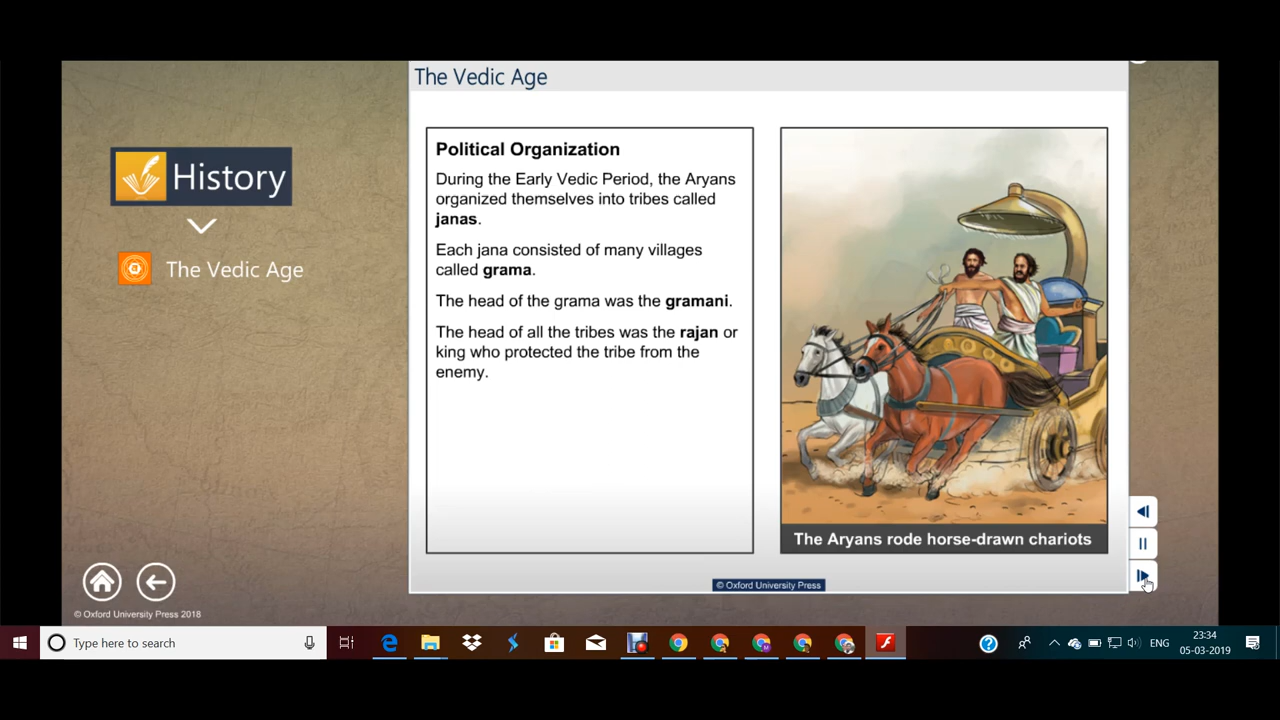 The Vedic Age
History
The Vedic Age
Political Organization
During the Early Vedic Period, the Aryans
organized themselves into tribes called
janas.
Each jana consisted of many villages
called grama.
The head of the grama was the gramani.
The head of all the tribes was the rajan or
king who protected the tribe from the
enemy.
The Aryans rode horse-drawn chariots
© Oxford University Press
© Oxford University Press 2018
Type here to search
ENG
23:34
05-03-2019